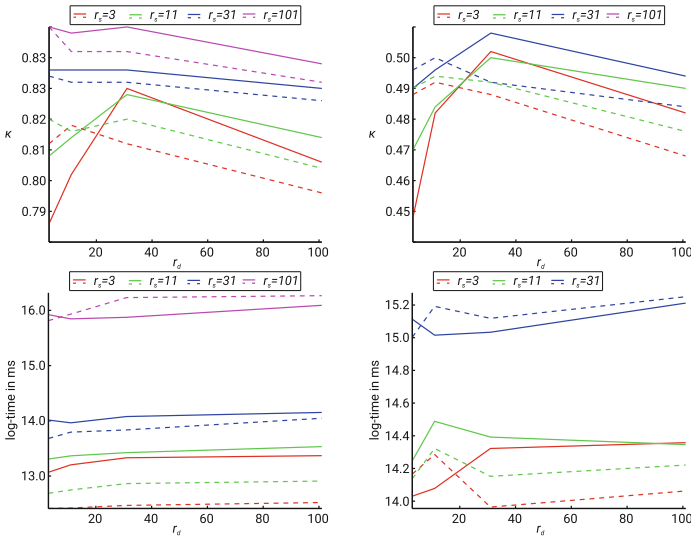 r_s=3 r_s=11 r_s=31 r_s=101
0.83
0.83
0.82
0.81
0.80
0.79
κ
20 40 60 80 100
r_d
r_s=3 r_s=11 r_s=31 r_s=101
0.50
0.49
0.48
0.47
0.46
0.45
κ
20 40 60 80 100
r_d
r_s=3 r_s=11 r_s=31 r_s=101
16.0
15.0
14.0
13.0
log-time in ms
20 40 60 80 100
r_d
r_s=3 r_s=11 r_s=31
15.2
15.0
14.8
14.6
14.4
14.2
14.0
log-time in ms
20 40 60 80 100
r_d